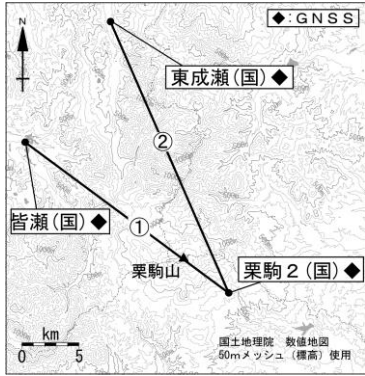 ◆:GNSS
N
東成瀬(国)◆
②
皆瀬(国)◆
①
栗駒山
栗駒2(国)◆
km
0 5
国土地理院 数値地図
50mメッシュ(標高)使用